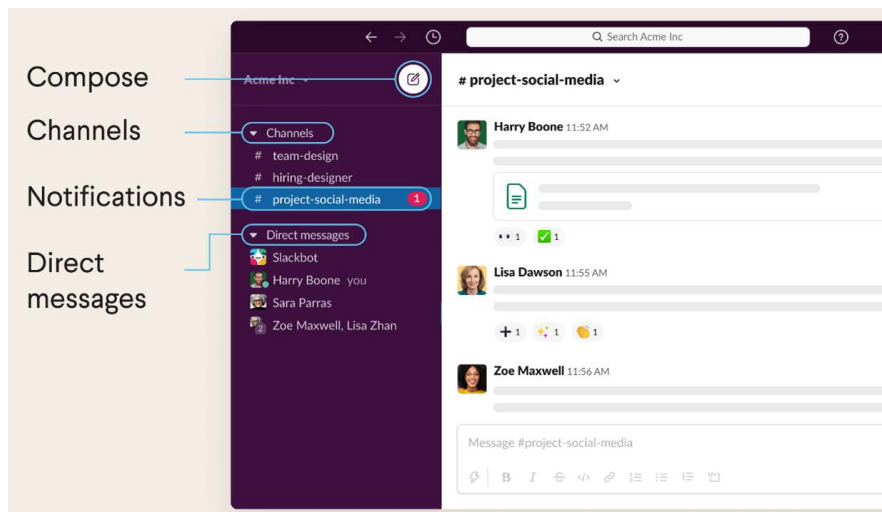 Search Acme Inc
Compose
Acme Inc
# project-social-media
Channels
Channels
# team-design
# hiring-designer
Notifications
# project-social-media 1
Direct
messages
Direct messages
Slackbot
Harry Boone you
Sara Parras
2 Zoe Maxwell, Lisa Zhan
Harry Boone 11:52 AM
1 1
Lisa Dawson 11:55 AM
1 1 1
Zoe Maxwell 11:56 AM
Message #project-social-media
B I S </>